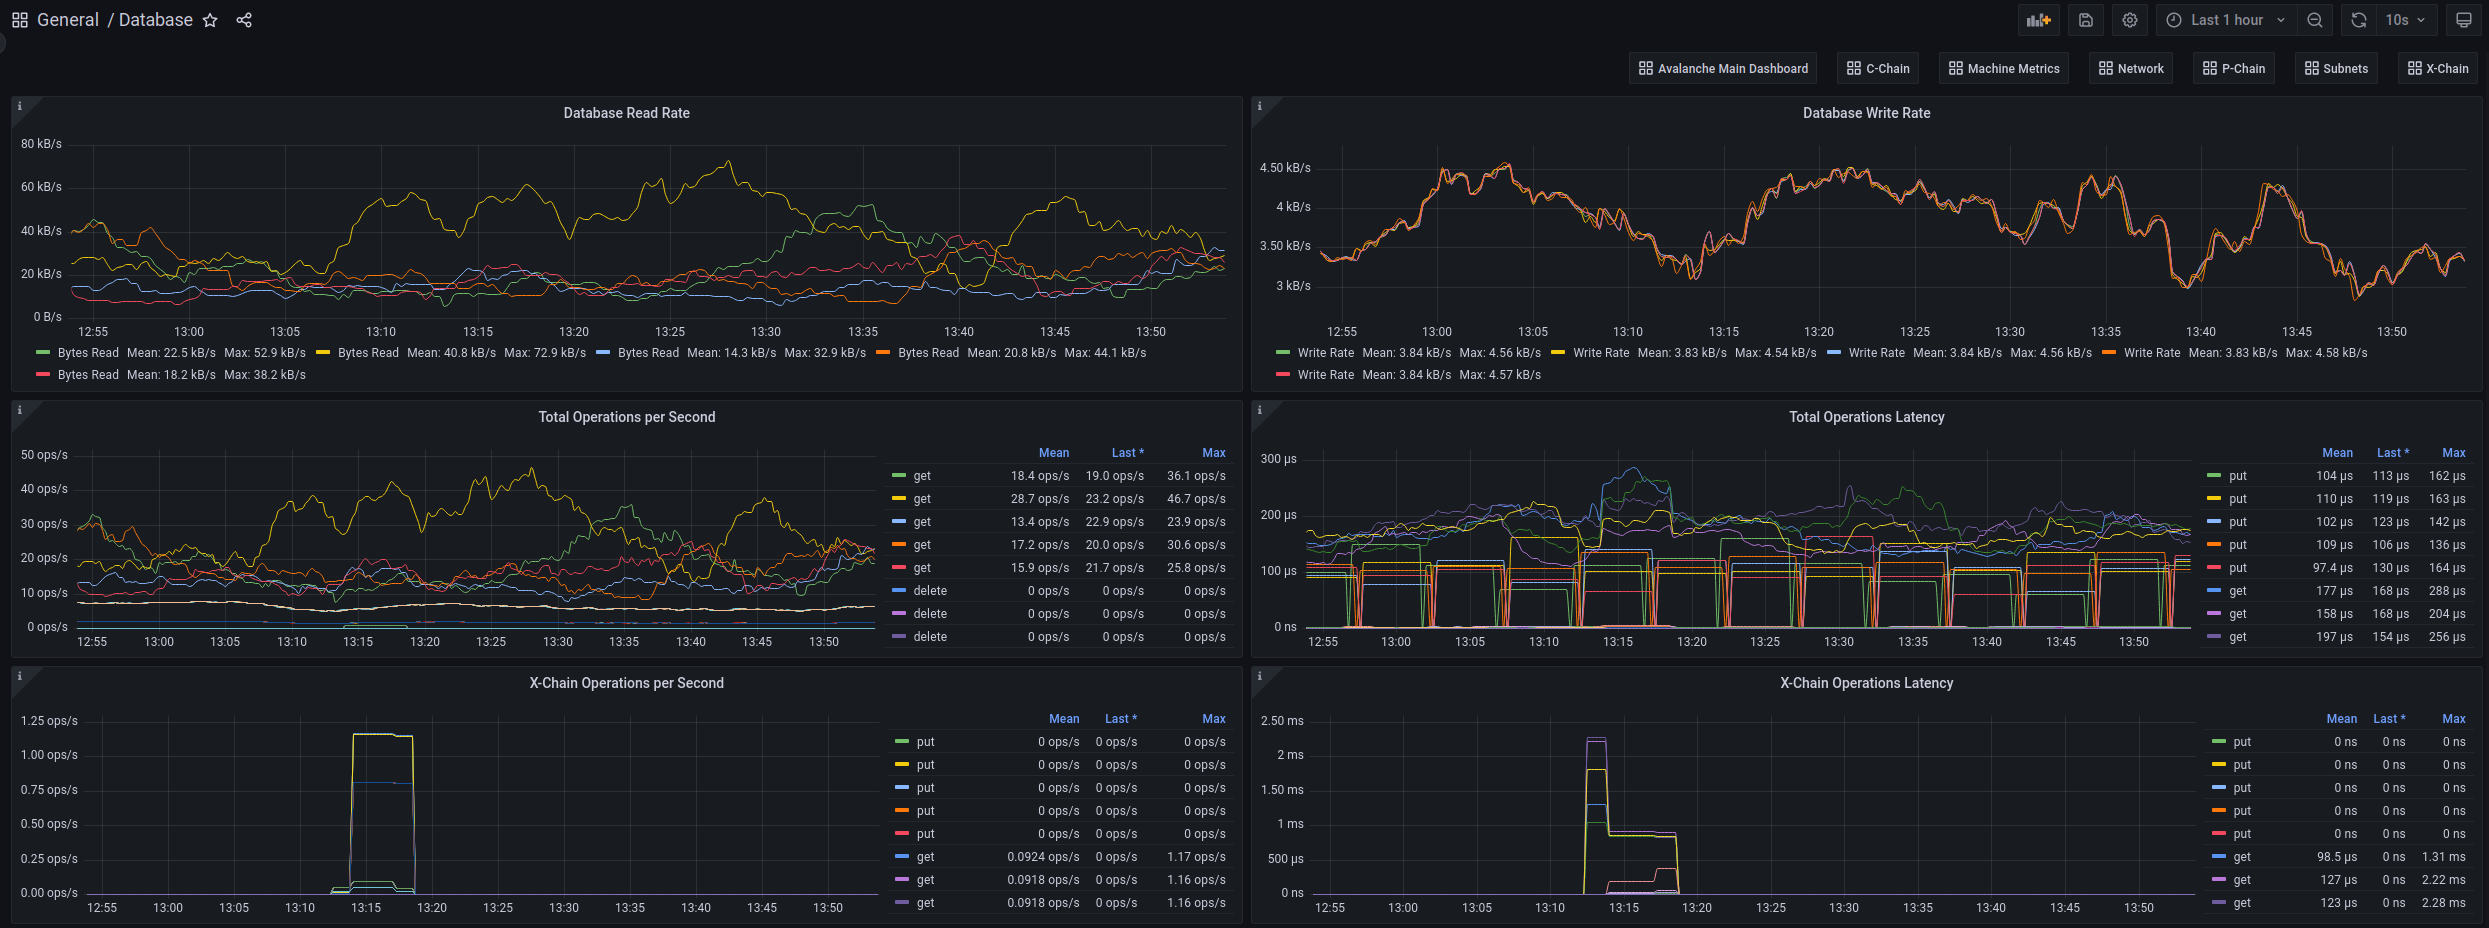 General / Database
Last 1 hour
10s
Avalanche Main Dashboard
C-Chain
Machine Metrics
Network
P-Chain
Subnets
X-Chain
Database Read Rate
80 kB/s
60 kB/s
40 kB/s
20 kB/s
0 B/s
12:55 13:00 13:05 13:10 13:15 13:20 13:25 13:30 13:35 13:40 13:45 13:50
Bytes Read Mean: 22.5 kB/s Max: 52.9 kB/s Bytes Read Mean: 40.8 kB/s Max: 72.9 kB/s Bytes Read Mean: 14.3 kB/s Max: 32.9 kB/s Bytes Read Mean: 20.8 kB/s Max: 44.1 kB/s
Bytes Read Mean: 18.2 kB/s Max: 38.2 kB/s
Database Write Rate
4.50 kB/s
4 kB/s
3.50 kB/s
3 kB/s
12:55 13:00 13:05 13:10 13:15 13:20 13:25 13:30 13:35 13:40 13:45 13:50
Write Rate Mean: 3.84 kB/s Max: 4.56 kB/s Write Rate Mean: 3.83 kB/s Max: 4.54 kB/s Write Rate Mean: 3.84 kB/s Max: 4.56 kB/s Write Rate Mean: 3.83 kB/s Max: 4.58 kB/s
Write Rate Mean: 3.84 kB/s Max: 4.57 kB/s
Total Operations per Second
50 ops/s
40 ops/s
30 ops/s
20 ops/s
10 ops/s
0 ops/s
12:55 13:00 13:05 13:10 13:15 13:20 13:25 13:30 13:35 13:40 13:45 13:50
Mean Last * Max
get 18.4 ops/s 19.0 ops/s 36.1 ops/s
get 28.7 ops/s 23.2 ops/s 46.7 ops/s
get 13.4 ops/s 22.9 ops/s 23.9 ops/s
get 17.2 ops/s 20.0 ops/s 30.6 ops/s
get 15.9 ops/s 21.7 ops/s 25.8 ops/s
delete 0 ops/s 0 ops/s 0 ops/s
delete 0 ops/s 0 ops/s 0 ops/s
delete 0 ops/s 0 ops/s 0 ops/s
Total Operations Latency
300 µs
200 µs
100 µs
0 ns
12:55 13:00 13:05 13:10 13:15 13:20 13:25 13:30 13:35 13:40 13:45 13:50
Mean Last * Max
put 104 µs 113 µs 162 µs
put 110 µs 119 µs 163 µs
put 102 µs 123 µs 142 µs
put 109 µs 106 µs 136 µs
put 97.4 µs 130 µs 164 µs
get 177 µs 168 µs 288 µs
get 158 µs 168 µs 204 µs
get 197 µs 154 µs 256 µs
X-Chain Operations per Second
1.25 ops/s
1.00 ops/s
0.75 ops/s
0.50 ops/s
0.25 ops/s
0.00 ops/s
12:55 13:00 13:05 13:10 13:15 13:20 13:25 13:30 13:35 13:40 13:45 13:50
Mean Last * Max
put 0 ops/s 0 ops/s 0 ops/s
put 0 ops/s 0 ops/s 0 ops/s
put 0 ops/s 0 ops/s 0 ops/s
put 0 ops/s 0 ops/s 0 ops/s
put 0 ops/s 0 ops/s 0 ops/s
get 0.0924 ops/s 0 ops/s 1.17 ops/s
get 0.0918 ops/s 0 ops/s 1.16 ops/s
get 0.0918 ops/s 0 ops/s 1.16 ops/s
X-Chain Operations Latency
2.50 ms
2 ms
1.50 ms
1 ms
500 µs
0 ns
12:55 13:00 13:05 13:10 13:15 13:20 13:25 13:30 13:35 13:40 13:45 13:50
Mean Last * Max
put 0 ns 0 ns 0 ns
put 0 ns 0 ns 0 ns
put 0 ns 0 ns 0 ns
put 0 ns 0 ns 0 ns
put 0 ns 0 ns 0 ns
get 98.5 µs 0 ns 1.31 ms
get 127 µs 0 ns 2.22 ms
get 123 µs 0 ns 2.28 ms